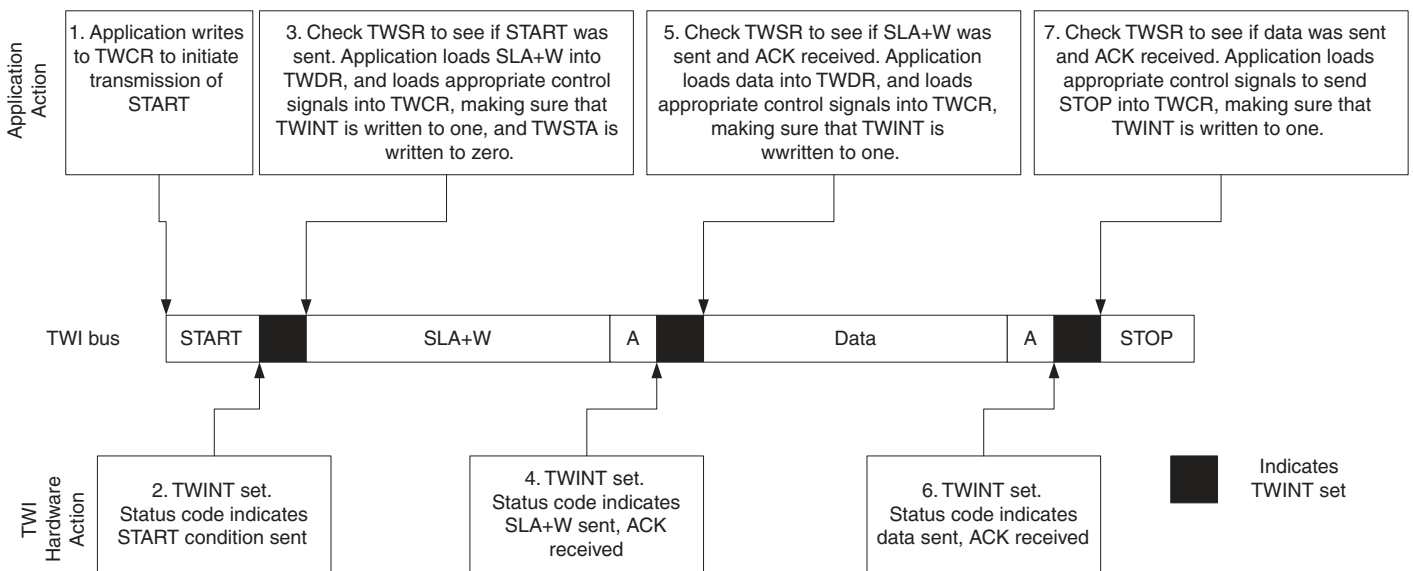 Application
Action
1. Application writes
to TWCR to initiate
transmission of
START
3. Check TWSR to see if START was
sent. Application loads SLA+W into
TWDR, and loads appropriate control
signals into TWCR, making sure that
TWINT is written to one, and TWSTA is
written to zero.
5. Check TWSR to see if SLA+W was
sent and ACK received. Application
loads data into TWDR, and loads
appropriate control signals into TWCR,
making sure that TWINT is
wwritten to one.
7. Check TWSR to see if data was sent
and ACK received. Application loads
appropriate control signals to send
STOP into TWCR, making sure that
TWINT is written to one.
TWI bus
START
SLA+W
A
Data
A
STOP
TWI
Hardware
Action
2. TWINT set.
Status code indicates
START condition sent
4. TWINT set.
Status code indicates
SLA+W sent, ACK
received
6. TWINT set.
Status code indicates
data sent, ACK received
Indicates
TWINT set